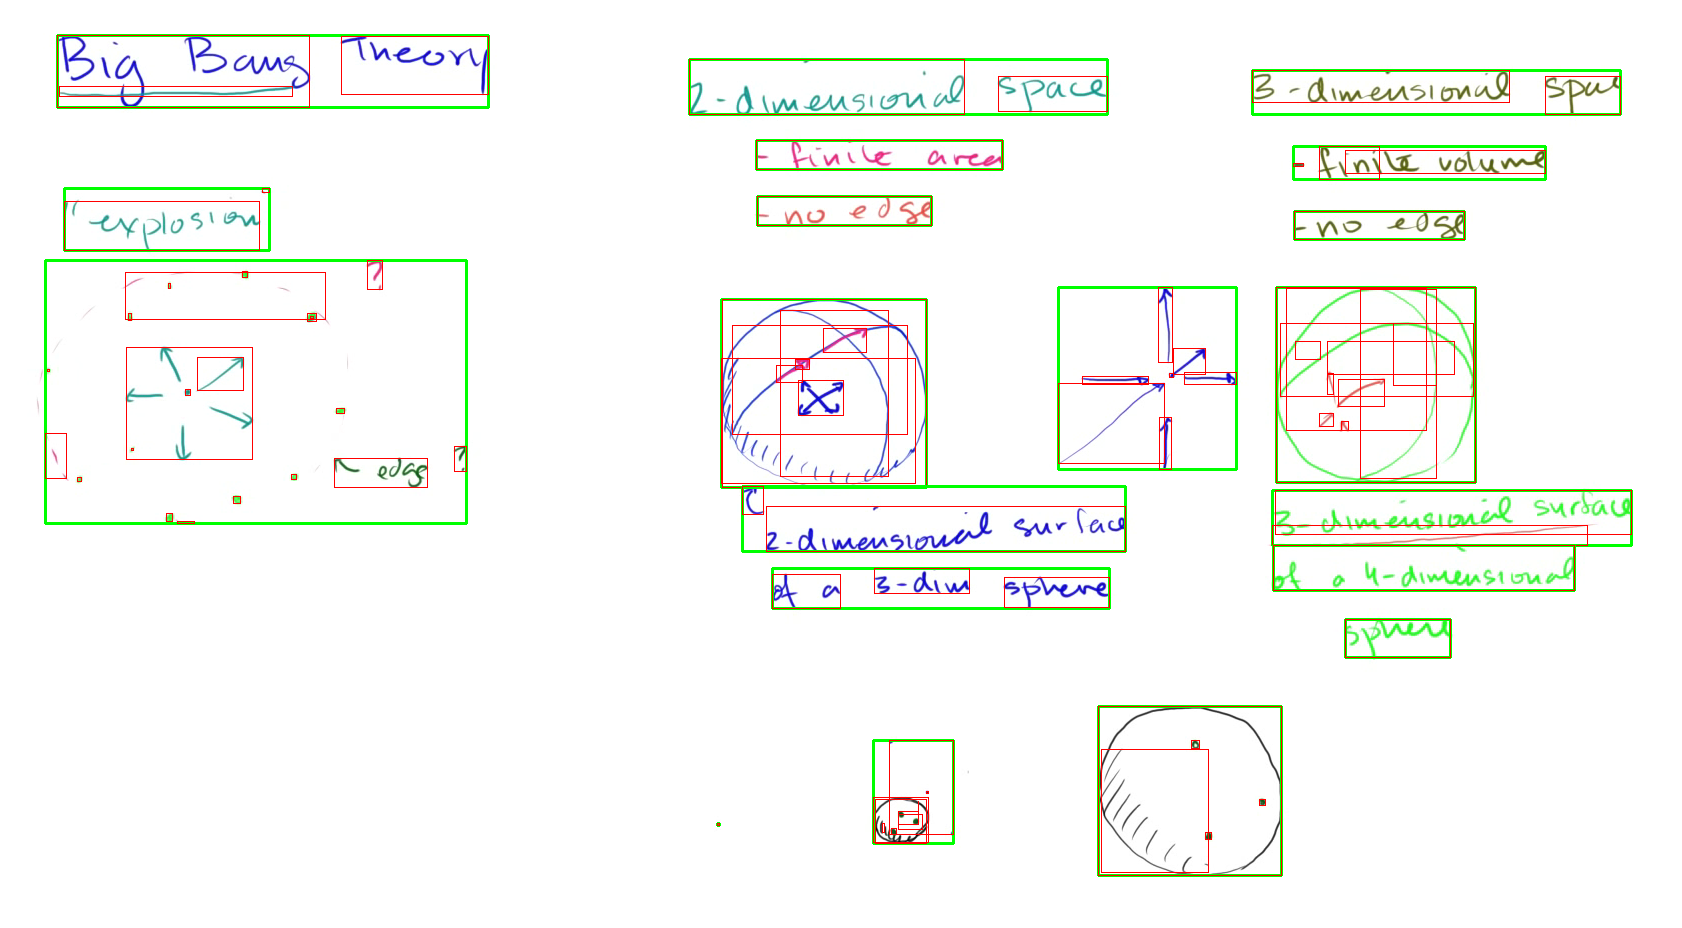 Big Bang Theory
"explosion
?
?
edge
2-dimensional space
- finite area
- no edge
2-dimensional surface
of a 3-dim sphere
3-dimensional spac
- finite volume
- no edge
3-dimensional surface
of a 4-dimensional
sphere